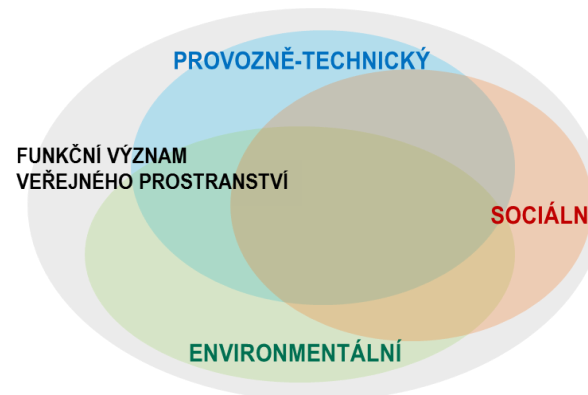 PROVOZNĚ-TECHNICKÝ
FUNKČNÍ VÝZNAM
VEŘEJNÉHO PROSTRANSTVÍ
SOCIÁLN
ENVIRONMENTÁLNÍ